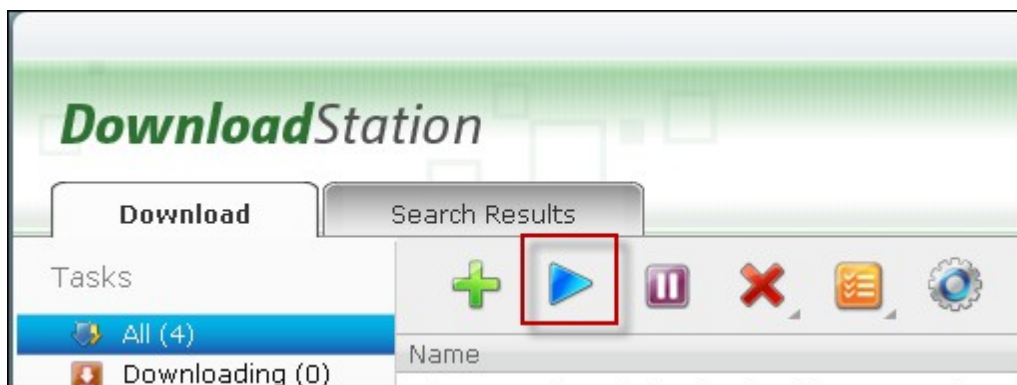 DownloadStation
Download
Search Results
Tasks
All (4)
Name
Downloading (0)